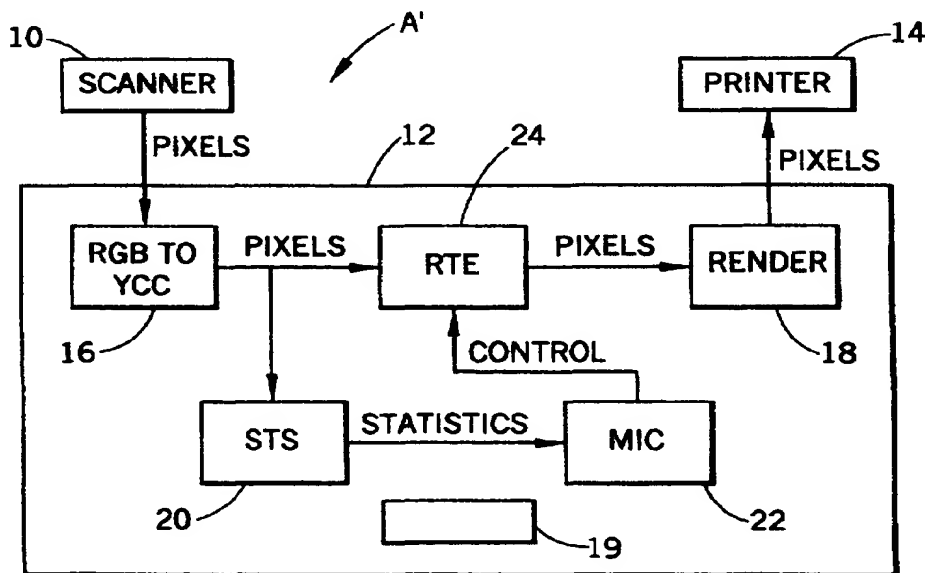 A'
10
14
SCANNER
PRINTER
PIXELS
12
24
PIXELS
RGB TO
YCC
PIXELS
RTE
PIXELS
RENDER
16
CONTROL
18
STS
STATISTICS
MIC
20
19
22